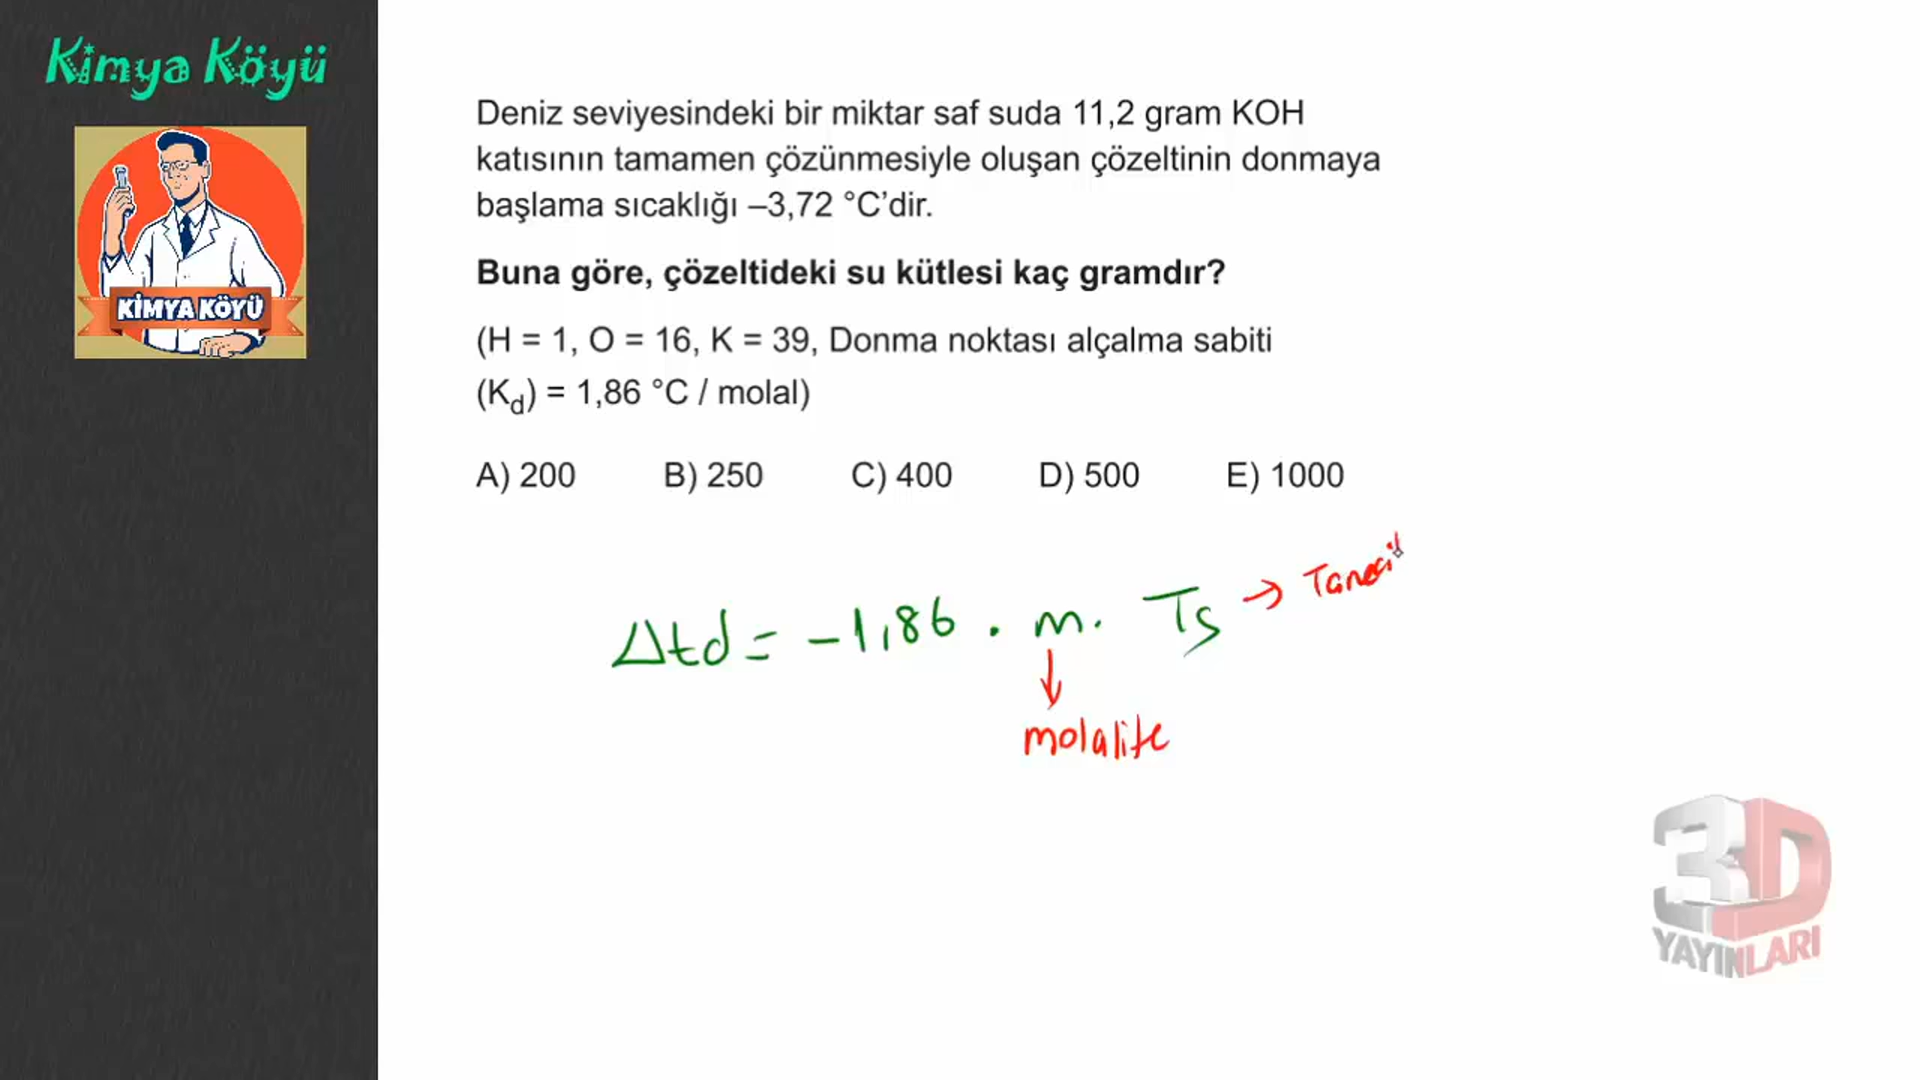 Kimya Köyü
KİMYA KÖYÜ
Deniz seviyesindeki bir miktar saf suda 11,2 gram KOH
katısının tamamen çözünmesiyle oluşan çözeltinin donmaya
başlama sıcaklığı –3,72 °C’dir.
Buna göre, çözeltideki su kütlesi kaç gramdır?
(H = 1, O = 16, K = 39, Donma noktası alçalma sabiti
(Kd) = 1,86 °C / molal)
A) 200 B) 250 C) 400 D) 500 E) 1000
Δtd = -1,86 . m. Ts → 
molalite
3D
YAYINLARI